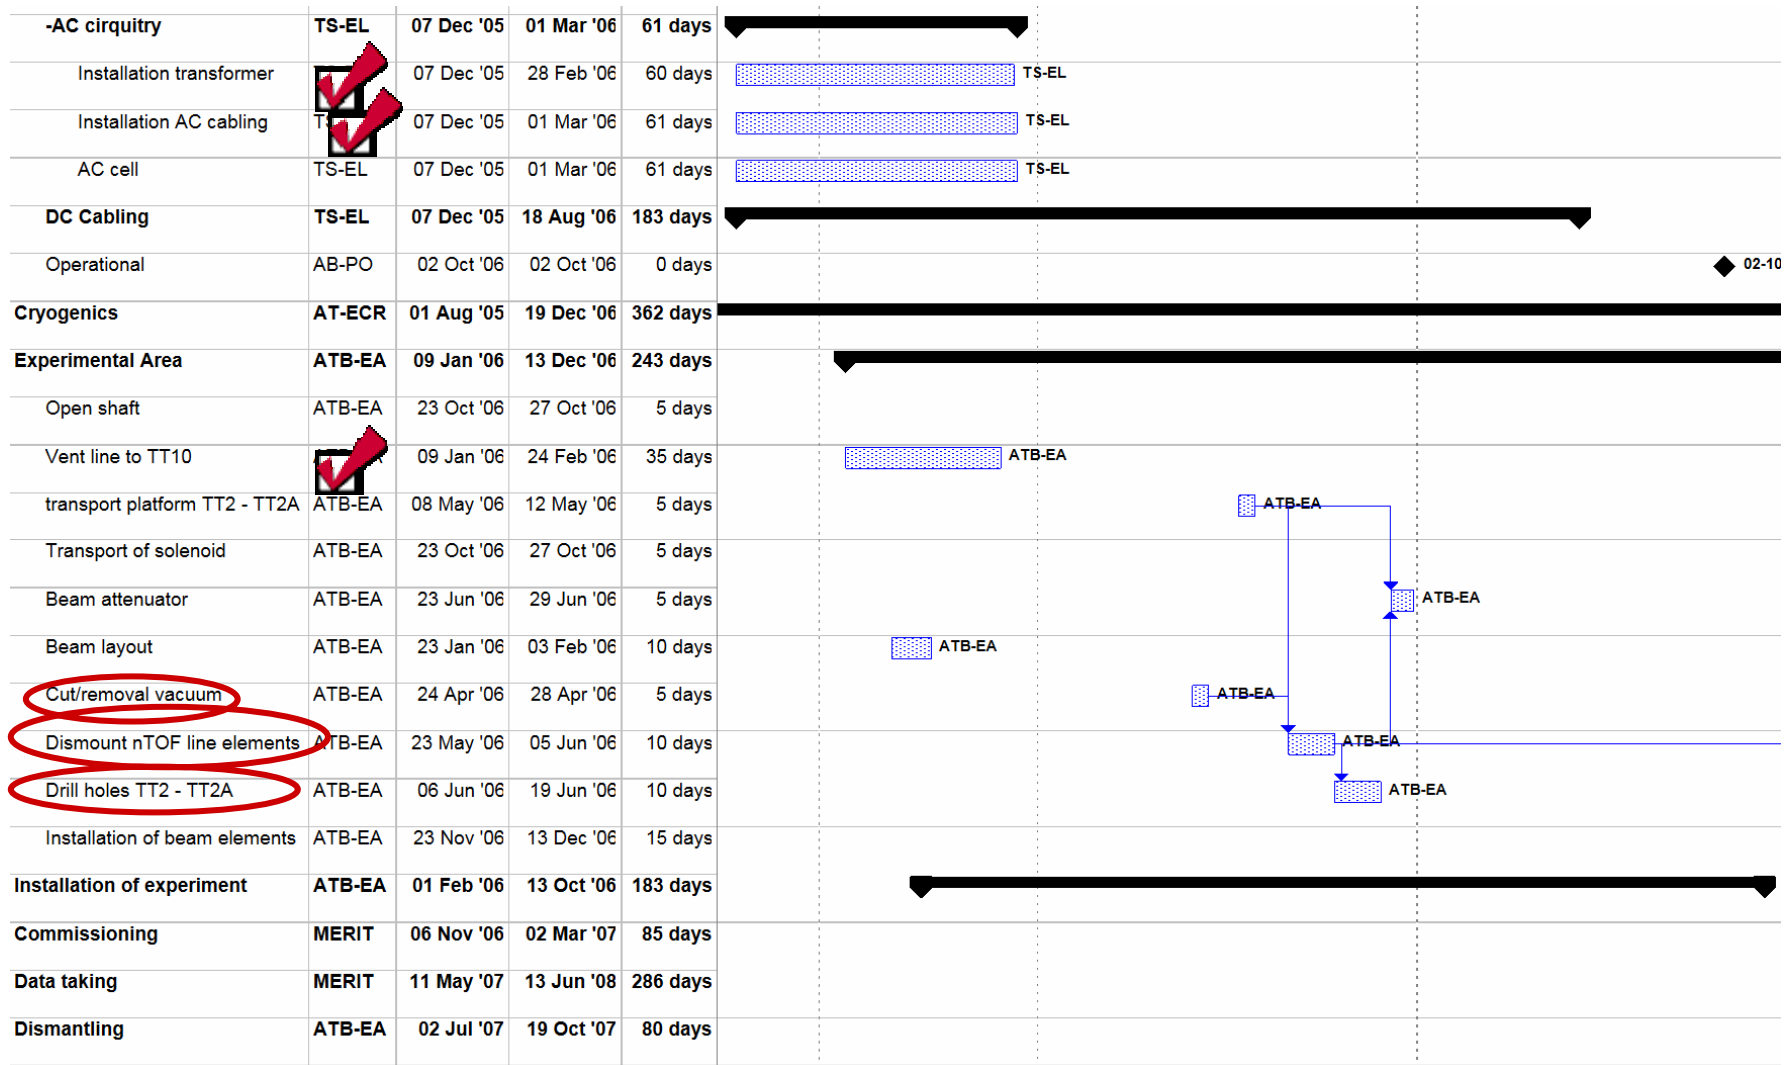 -AC cirquitry TS-EL 07 Dec '05 01 Mar '06 61 days
Installation transformer 07 Dec '05 28 Feb '06 60 days TS-EL
Installation AC cabling 07 Dec '05 01 Mar '06 61 days TS-EL
AC cell TS-EL 07 Dec '05 01 Mar '06 61 days TS-EL
DC Cabling TS-EL 07 Dec '05 18 Aug '06 183 days
Operational AB-PO 02 Oct '06 02 Oct '06 0 days 02-10
Cryogenics AT-ECR 01 Aug '05 19 Dec '06 362 days
Experimental Area ATB-EA 09 Jan '06 13 Dec '06 243 days
Open shaft ATB-EA 23 Oct '06 27 Oct '06 5 days
Vent line to TT10 09 Jan '06 24 Feb '06 35 days ATB-EA
transport platform TT2 - TT2A ATB-EA 08 May '06 12 May '06 5 days ATB-EA
Transport of solenoid ATB-EA 23 Oct '06 27 Oct '06 5 days
Beam attenuator ATB-EA 23 Jun '06 29 Jun '06 5 days ATB-EA
Beam layout ATB-EA 23 Jan '06 03 Feb '06 10 days ATB-EA
Cut/removal vacuum ATB-EA 24 Apr '06 28 Apr '06 5 days ATB-EA
Dismount nTOF line elements ATB-EA 23 May '06 05 Jun '06 10 days ATB-EA
Drill holes TT2 - TT2A ATB-EA 06 Jun '06 19 Jun '06 10 days ATB-EA
Installation of beam elements ATB-EA 23 Nov '06 13 Dec '06 15 days
Installation of experiment ATB-EA 01 Feb '06 13 Oct '06 183 days
Commissioning MERIT 06 Nov '06 02 Mar '07 85 days
Data taking MERIT 11 May '07 13 Jun '08 286 days
Dismantling ATB-EA 02 Jul '07 19 Oct '07 80 days